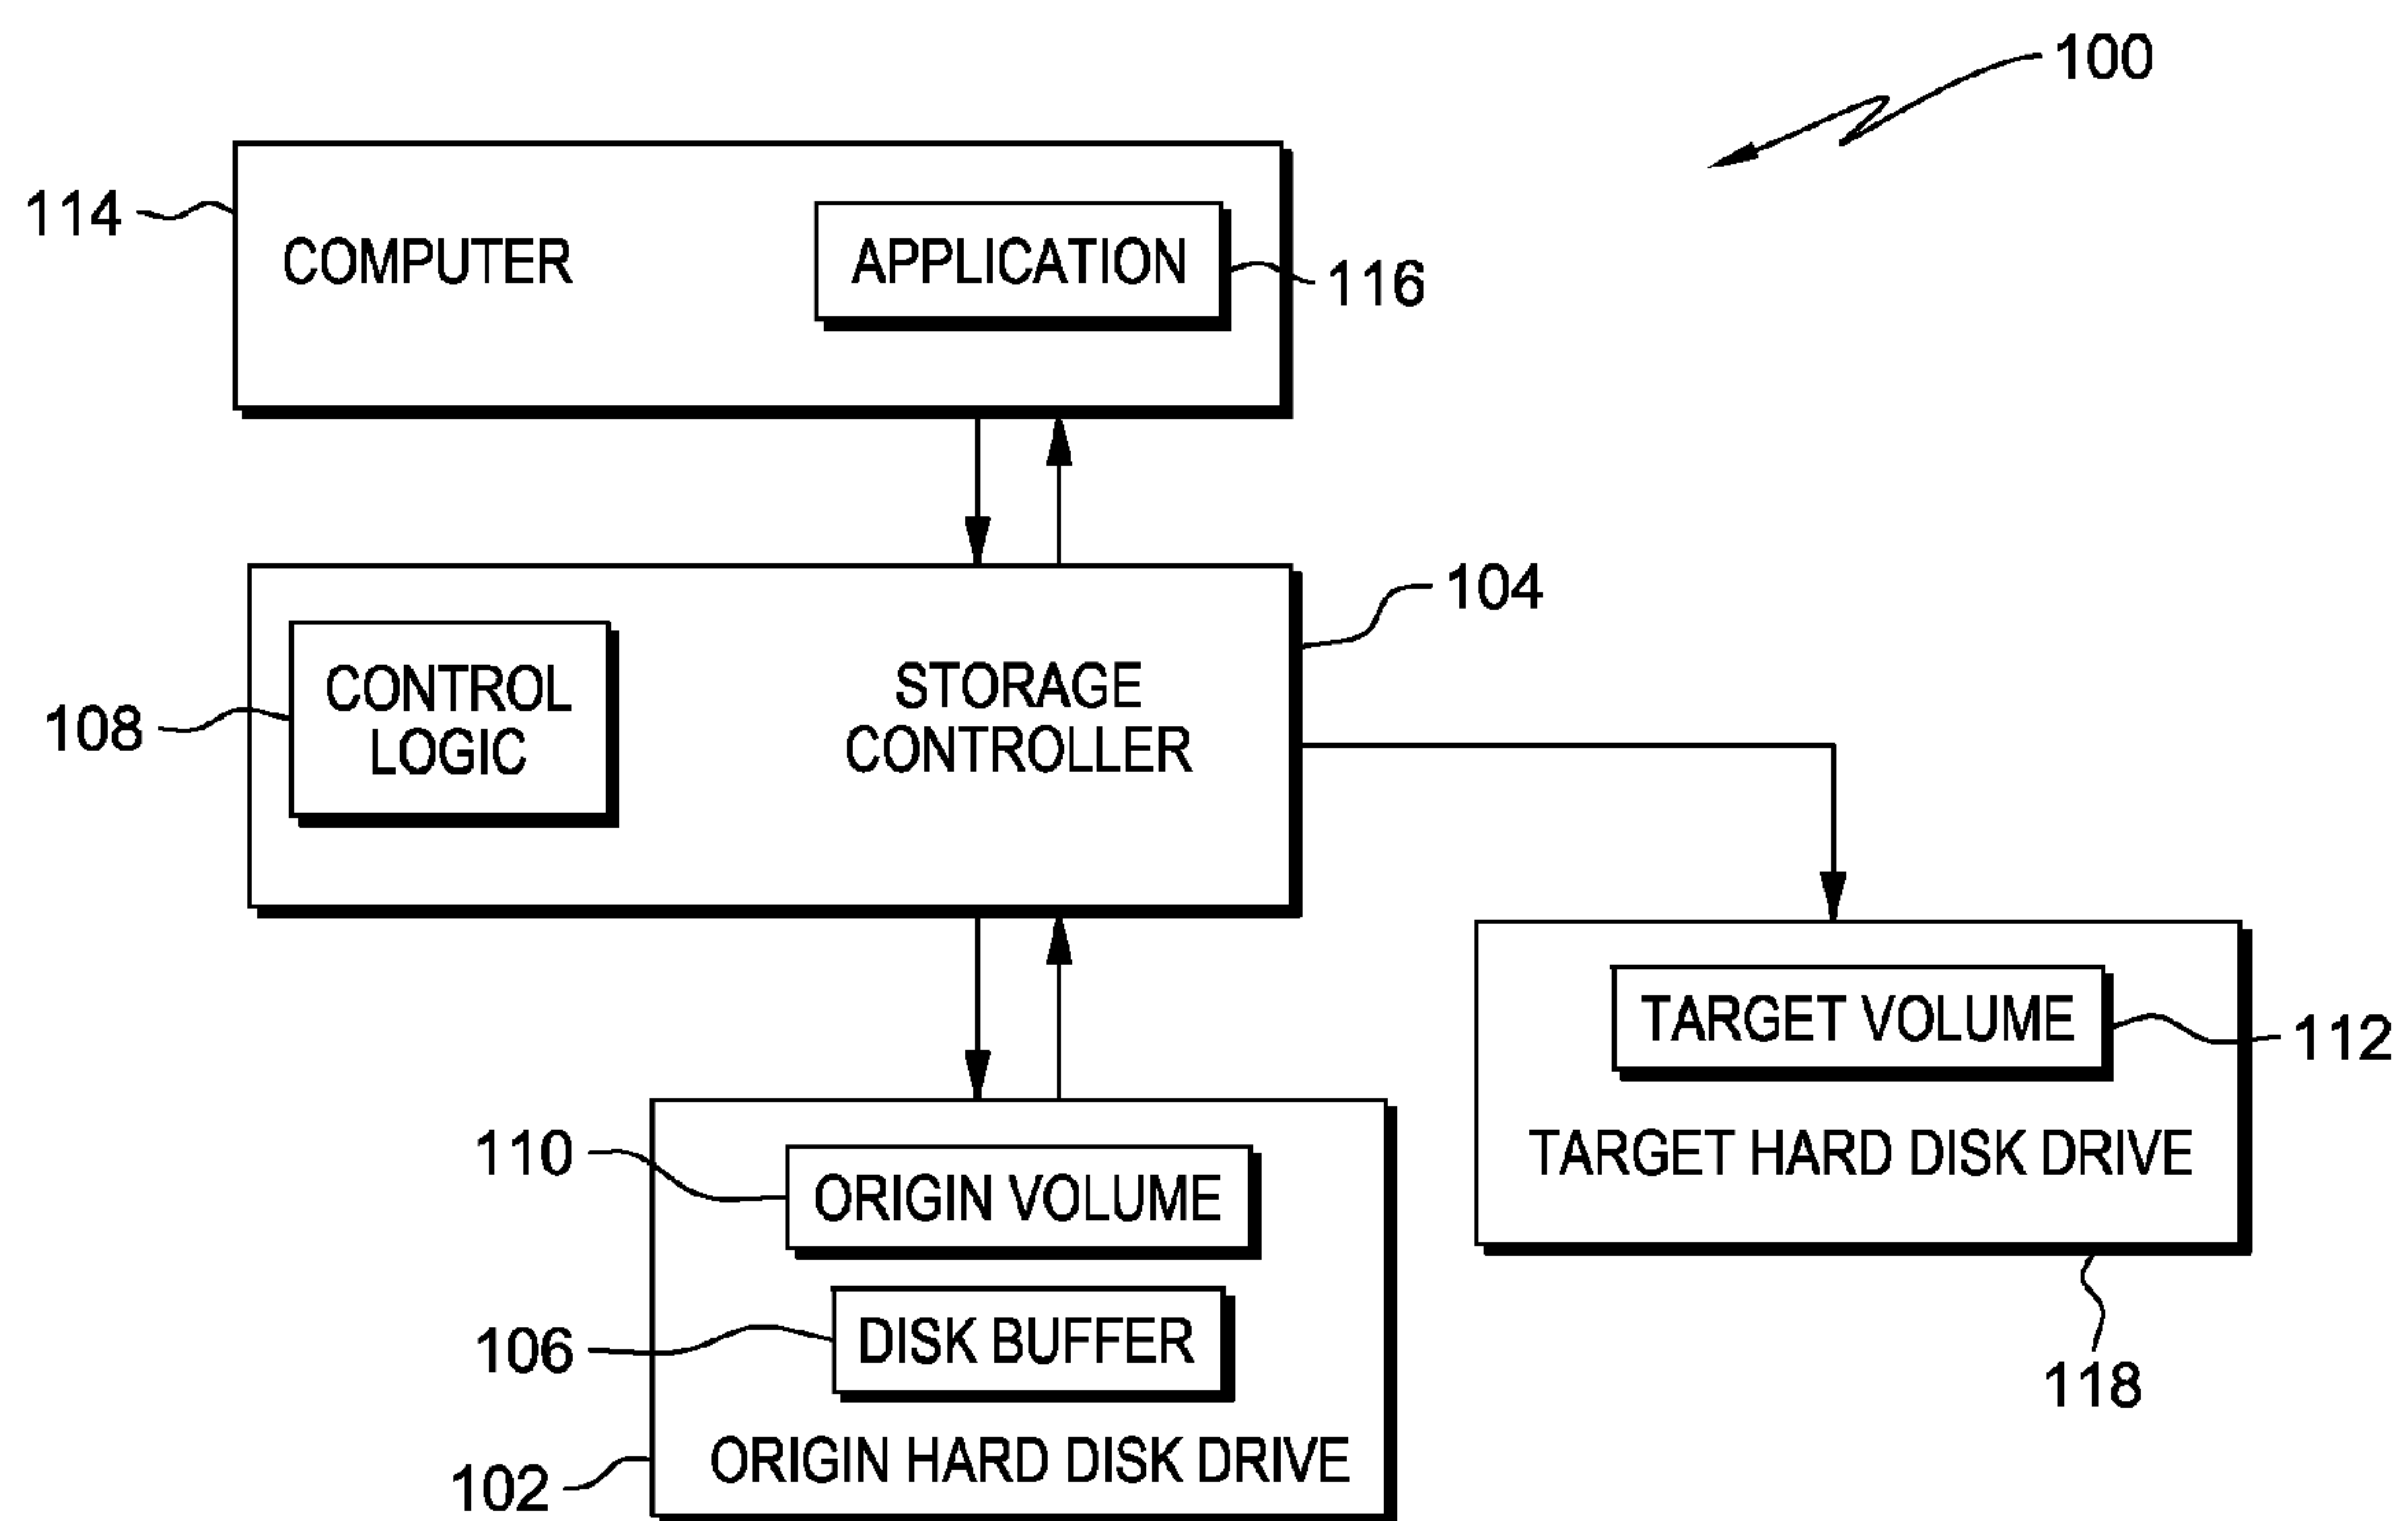 100
114
COMPUTER
APPLICATION
116
104
CONTROL
LOGIC
STORAGE
CONTROLLER
108
TARGET VOLUME
112
TARGET HARD DISK DRIVE
118
110
ORIGIN VOLUME
106
DISK BUFFER
ORIGIN HARD DISK DRIVE
102